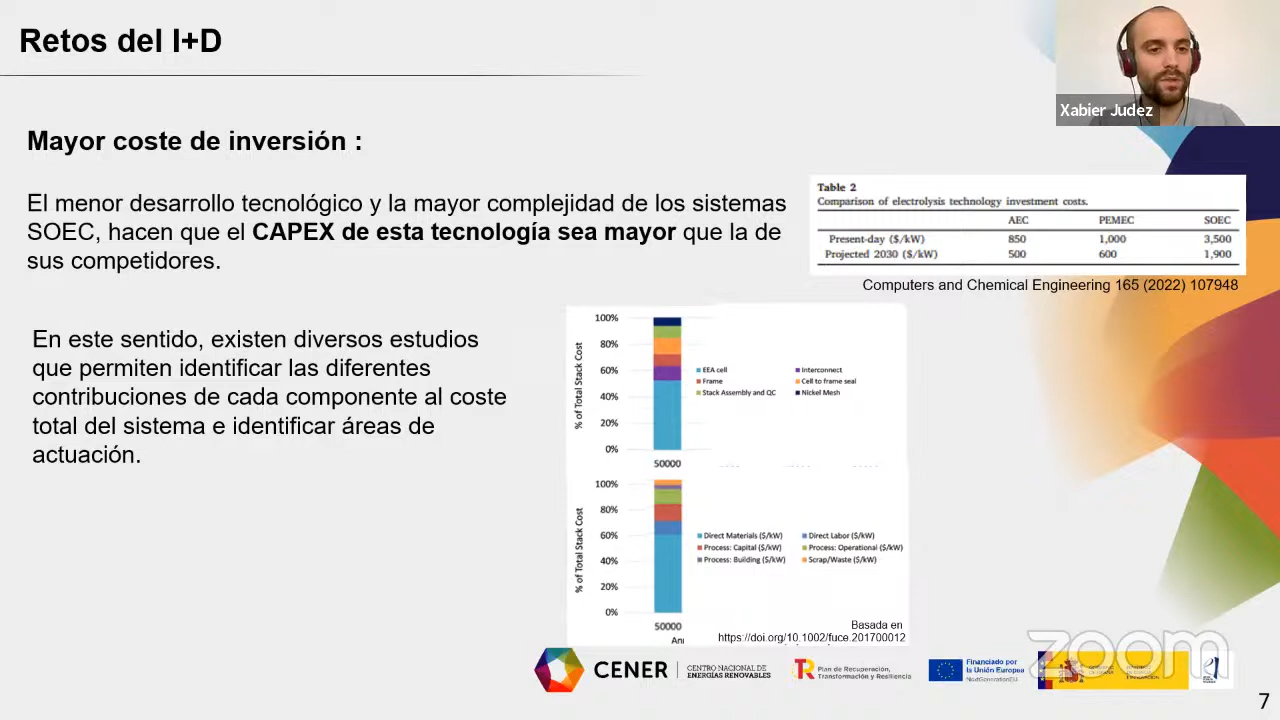 Retos del I+D
Xabier Judez
Mayor coste de inversión :
El menor desarrollo tecnológico y la mayor complejidad de los sistemas
SOEC, hacen que el CAPEX de esta tecnología sea mayor que la de
sus competidores.
Table 2
Comparison of electrolysis technology investment costs.
AEC PEMEC SOEC
Present-day ($/kW) 850 1,000 3,500
Projected 2030 ($/kW) 500 600 1,900
Computers and Chemical Engineering 165 (2022) 107948
En este sentido, existen diversos estudios
que permiten identificar las diferentes
contribuciones de cada componente al coste
total del sistema e identificar áreas de
actuación.
% of Total Stack Cost
100%
80%
60%
40%
20%
0%
50000
EEA cell Interconnect
Frame Cell to frame seal
Stack Assembly and QC Nickel Mesh
% of Total Stack Cost
100%
80%
60%
40%
20%
0%
50000
Direct Materials ($/kW) Direct Labor ($/kW)
Process: Capital ($/kW) Process: Operational ($/kW)
Process: Building ($/kW) Scrap/Waste ($/kW)
Basada en
https://doi.org/10.1002/fuce.201700012
CENER
CENTRO NACIONAL DE
ENERGÍAS RENOVABLES
Plan de Recuperación,
Transformación y Resiliencia
Financiado por
la Unión Europea
NextGenerationEU
zoom
7